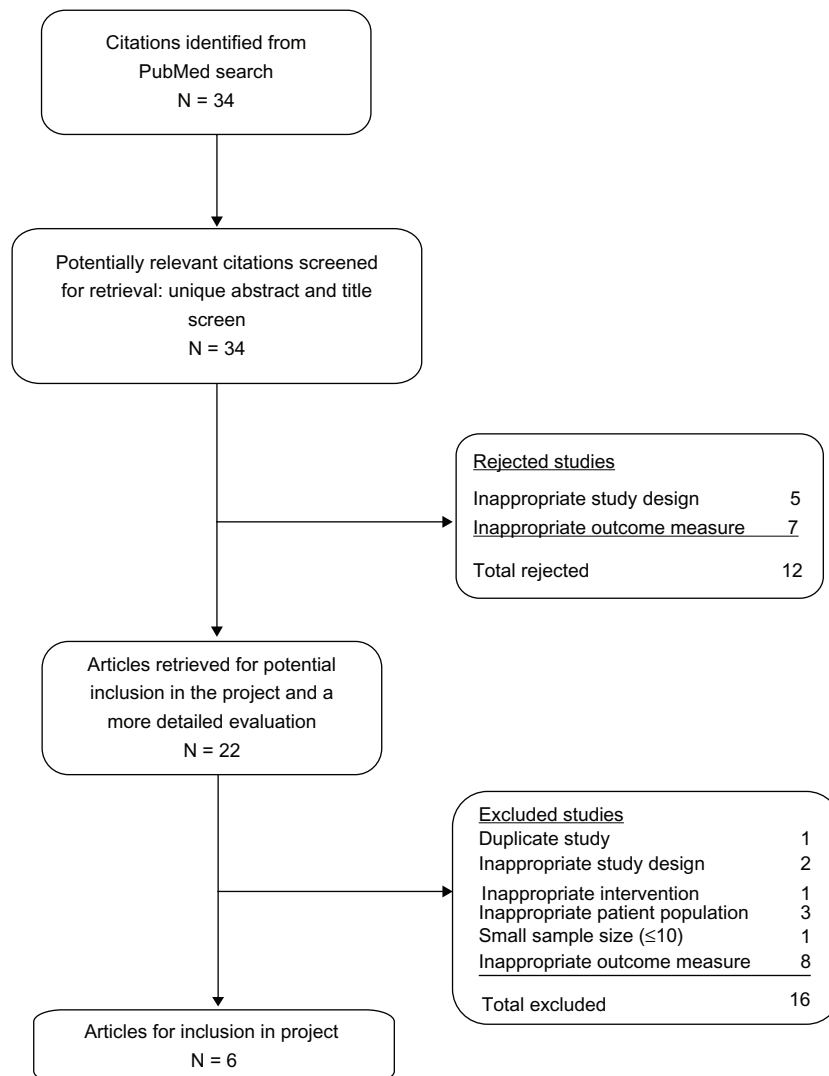 Citations identified from
PubMed search
N = 34
Potentially relevant citations screened
for retrieval: unique abstract and title
screen
N = 34
Rejected studies
Inappropriate study design 5
Inappropriate outcome measure 7
Total rejected 12
Articles retrieved for potential
inclusion in the project and a
more detailed evaluation
N = 22
Excluded studies
Duplicate study 1
Inappropriate study design 2
Inappropriate intervention 1
Inappropriate patient population 3
Small sample size (≤10) 1
Inappropriate outcome measure 8
Total excluded 16
Articles for inclusion in project
N = 6